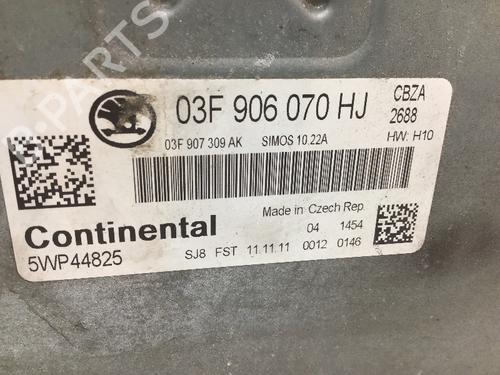 B-PARTS
03F 906 070 HJ
CBZA
2688
03F 907 309 AK SIMOS 10.22A HW: H10
Continental
Made in Czech Rep.
04 1454
5WP44825
SJ8 FST 11.11.11 0012 0146